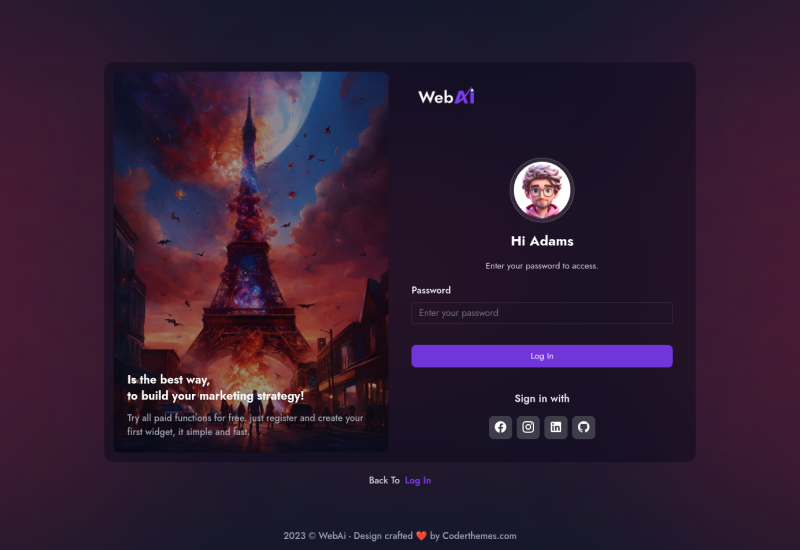 WebAi
Hi Adams
Enter your password to access.
Password
Enter your password
Log In
Sign in with
Is the best way,
to build your marketing strategy!
Try all paid functions for free. just register and create your
first widget, it simple and fast.
Back To Log In
2023 © WebAi - Design crafted ❤️ by Coderthemes.com